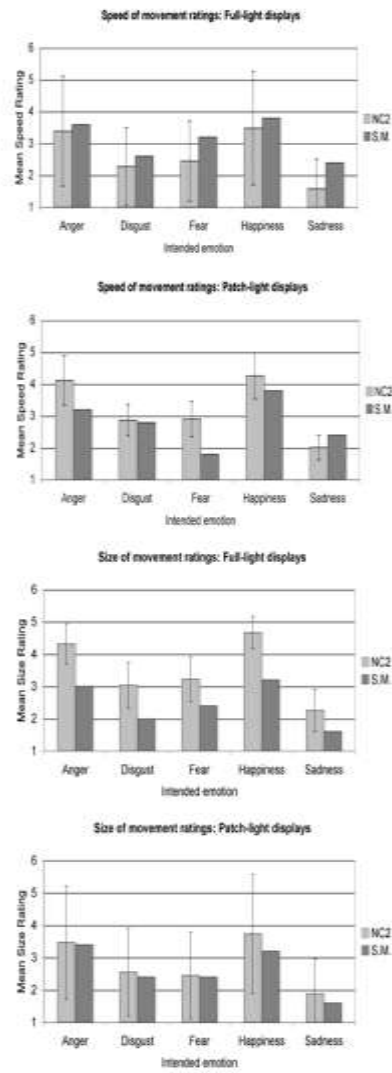 Speed of movement ratings: Full-light displays
6
5
4
3
2
1
Mean Speed Rating
NC2
S.M.
Anger Disgust Fear Happiness Sadness
Intended emotion
Speed of movement ratings: Patch-light displays
6
5
4
3
2
1
Mean Speed Rating
NC2
S.M.
Anger Disgust Fear Happiness Sadness
Intended emotion
Size of movement ratings: Full-light displays
6
5
4
3
2
1
Mean Size Rating
NC2
S.M.
Anger Disgust Fear Happiness Sadness
Intended emotion
Size of movement ratings: Patch-light displays
6
5
4
3
2
1
Mean Size Rating
NC2
S.M.
Anger Disgust Fear Happiness Sadness
Intended emotion